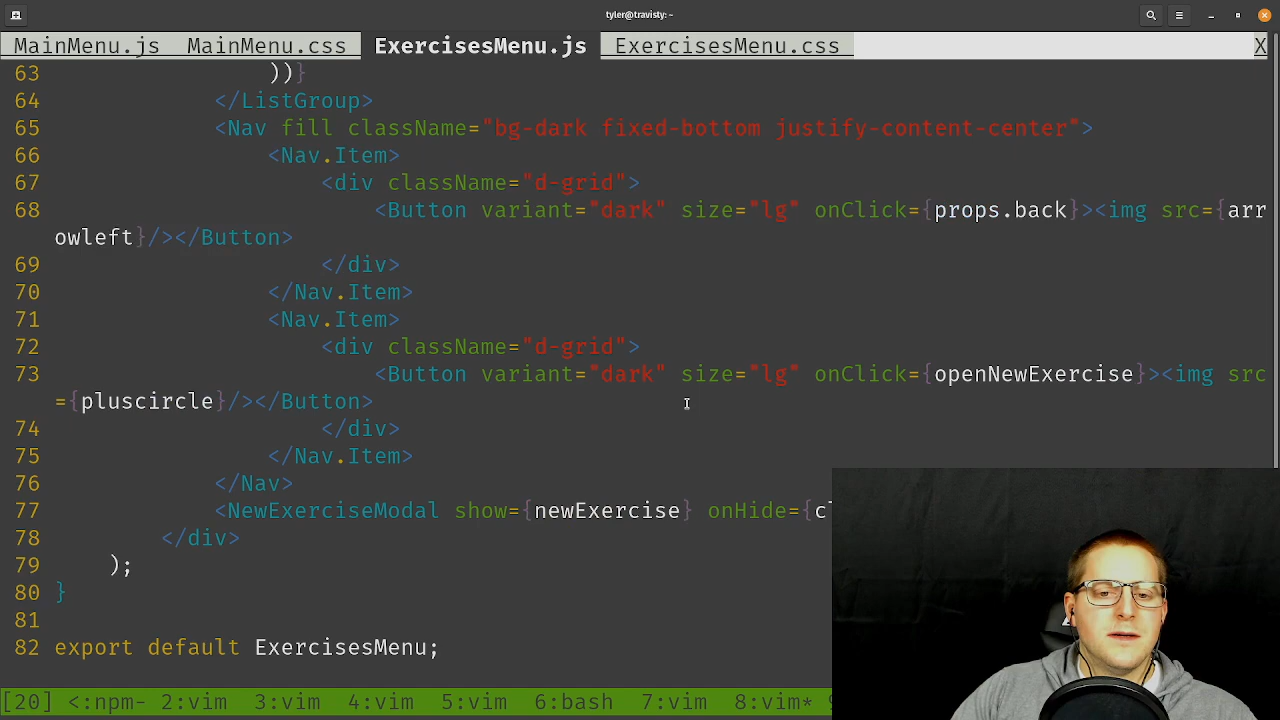 tyler@travisty: ~
MainMenu.js MainMenu.css ExercisesMenu.js ExercisesMenu.css X
63 ))}
64 </ListGroup>
65 <Nav fill className="bg-dark fixed-bottom justify-content-center">
66 <Nav.Item>
67 <div className="d-grid">
68 <Button variant="dark" size="lg" onClick={props.back}><img src={arr
owleft}/></Button>
69 </div>
70 </Nav.Item>
71 <Nav.Item>
72 <div className="d-grid">
73 <Button variant="dark" size="lg" onClick={openNewExercise}><img src
={pluscircle}/></Button>
74 </div>
75 </Nav.Item>
76 </Nav>
77 <NewExerciseModal show={newExercise} onHide={cl
78 </div>
79 );
80 }
81
82 export default ExercisesMenu;
[20] <:npm- 2:vim 3:vim 4:vim 5:vim 6:bash 7:vim 8:vim*